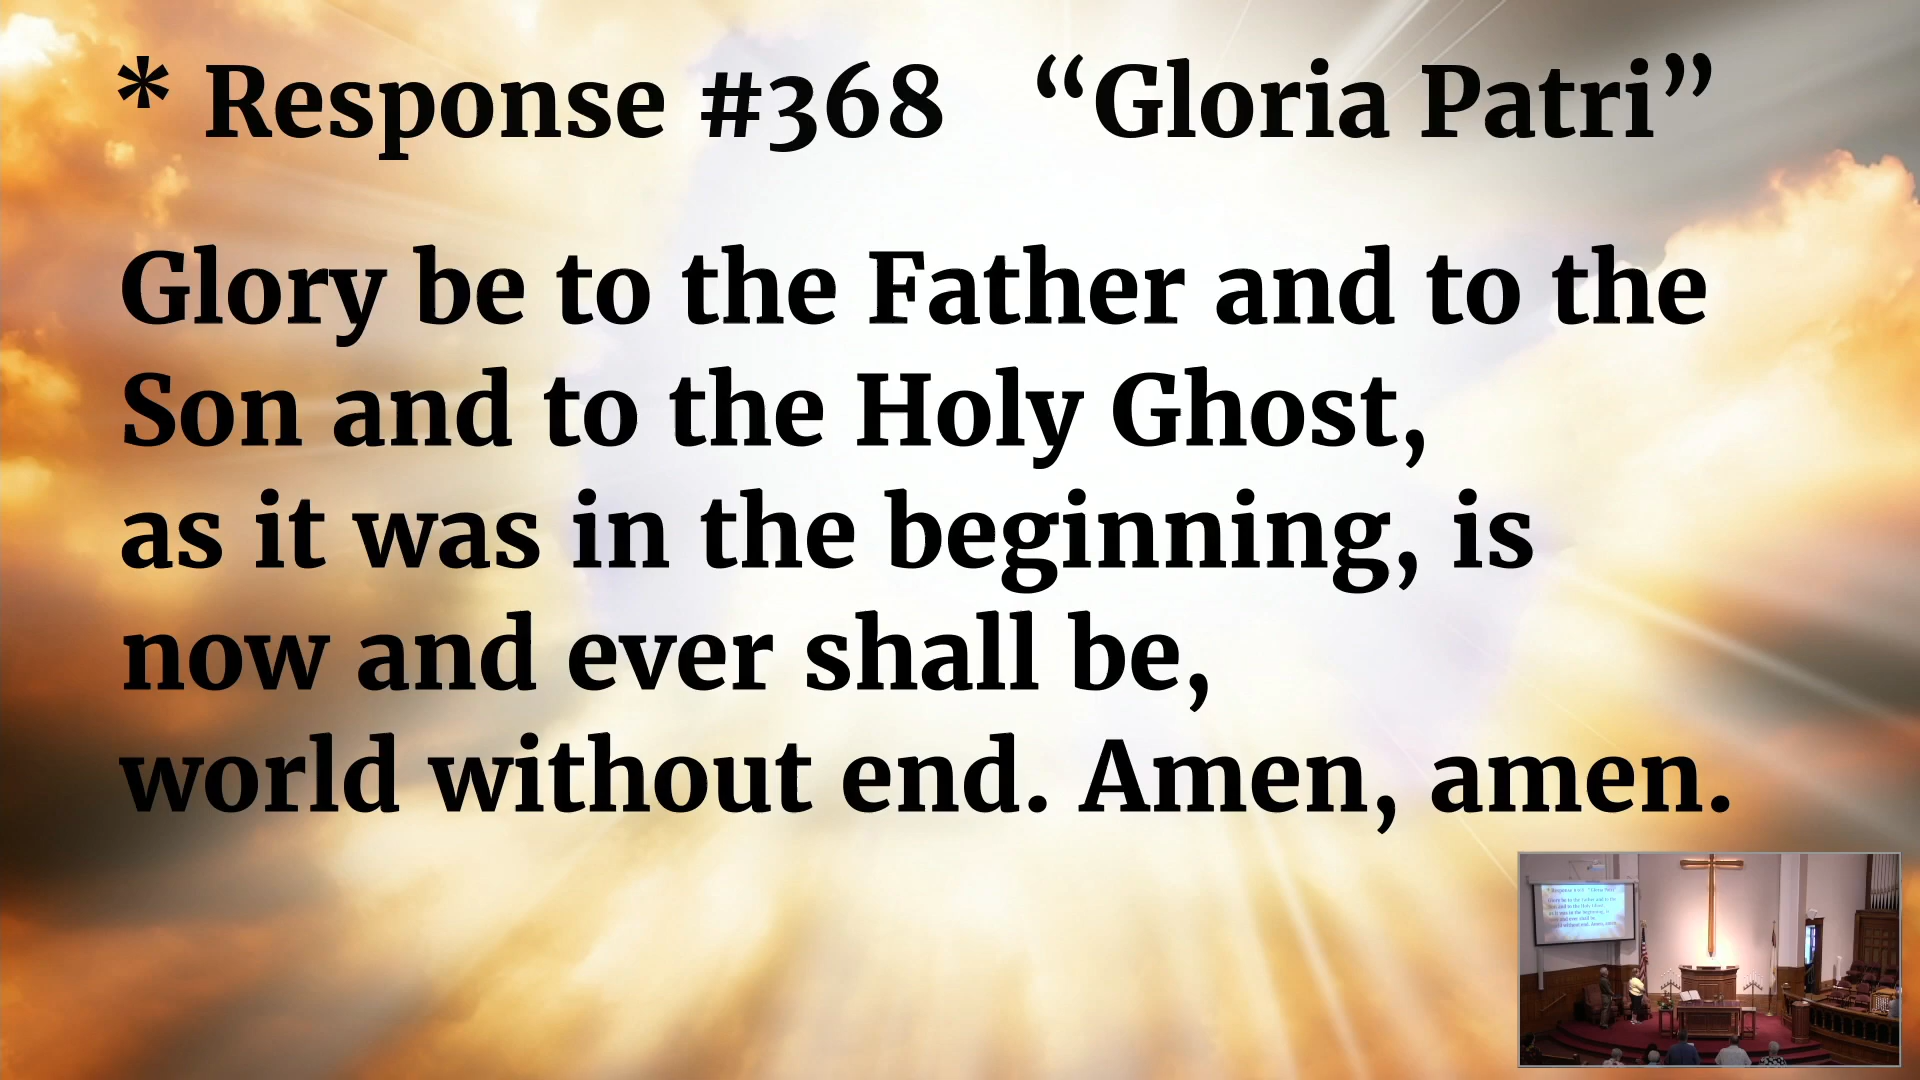 * Response #368 “Gloria Patri”
Glory be to the Father and to the
Son and to the Holy Ghost,
as it was in the beginning, is
now and ever shall be,
world without end. Amen, amen.